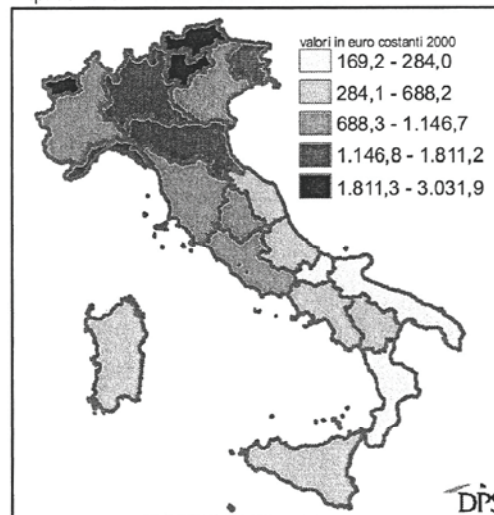 valori in euro costanti 2000
169,2 - 284,0
284,1 - 688,2
688,3 - 1.146,7
1.146,8 - 1.811,2
1.811,3 - 3.031,9
DPS